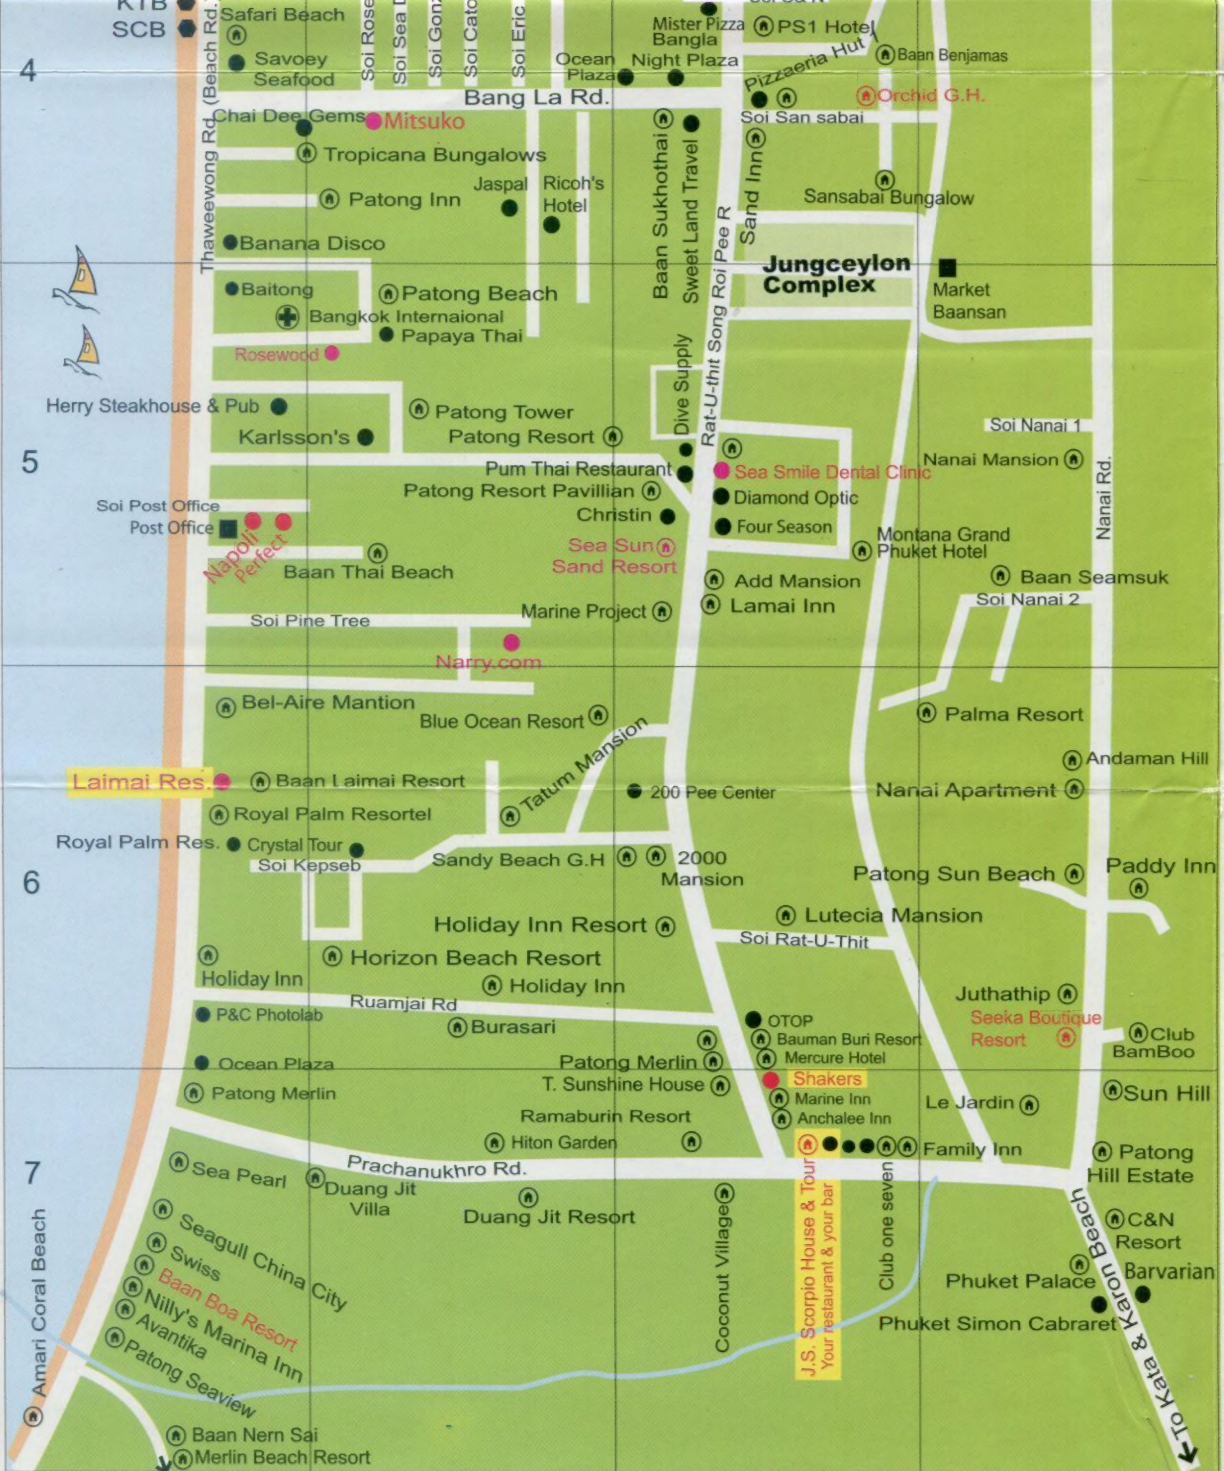 KTB
SCB
Safari Beach
Savoey
Seafood
Thaweewong Rd. (Beach Rd.)
Soi Rose
Soi Sea D
Soi Gonz
Soi Cato
Soi Eric
Mister Pizza
Bangla
PS1 Hotel
Ocean
Plaza
Night Plaza
Pizzaeria Hut
Baan Benjamas
4
Bang La Rd.
Orchid G.H.
Soi San sabai
Chai Dee Gems
Mitsuko
Tropicana Bungalows
Patong Inn
Jaspal
Ricoh's
Hotel
Baan Sukhothai
Sweet Land Travel
Sand Inn
Sansabai Bungalow
Banana Disco
Rat-U-thit Song Roi Pee R
Jungceylon
Complex
Market
Baansan
Baitong
Patong Beach
Bangkok Internaional
Papaya Thai
Rosewood
Dive Supply
Herry Steakhouse & Pub
Patong Tower
Karlsson's
Patong Resort
Soi Nanai 1
5
Pum Thai Restaurant
Sea Smile Dental Clinic
Nanai Mansion
Nanai Rd.
Patong Resort Pavillian
Diamond Optic
Soi Post Office
Post Office
Christin
Four Season
Napoli
Perfect
Baan Thai Beach
Sea Sun
Sand Resort
Montana Grand
Phuket Hotel
Add Mansion
Baan Seamsuk
Marine Project
Lamai Inn
Soi Nanai 2
Soi Pine Tree
Narry.com
Bel-Aire Mantion
Blue Ocean Resort
Palma Resort
Tatum Mansion
Andaman Hill
Laimai Res.
Baan Laimai Resort
200 Pee Center
Nanai Apartment
Royal Palm Resortel
Royal Palm Res.
Crystal Tour
Soi Kepseb
Sandy Beach G.H
2000
Mansion
6
Patong Sun Beach
Paddy Inn
Holiday Inn Resort
Lutecia Mansion
Soi Rat-U-Thit
Holiday Inn
Horizon Beach Resort
Holiday Inn
Ruamjai Rd
Juthathip
P&C Photolab
Burasari
OTOP
Seeka Boutique
Resort
Bauman Buri Resort
Club
BamBoo
Ocean Plaza
Patong Merlin
Mercure Hotel
T. Sunshine House
Shakers
Patong Merlin
Marine Inn
Le Jardin
Sun Hill
Ramaburin Resort
Anchalee Inn
Hiton Garden
Family Inn
Patong
Hill Estate
7
Prachanukhro Rd.
Sea Pearl
Duang Jit
Villa
Duang Jit Resort
Coconut Village
J.S. Scorpio House & Tour
Your restaurant & your bar
Club one seven
C&N
Resort
Seagull China City
Swiss
Baan Boa Resort
Nilly's Marina Inn
Avantika
Patong Seaview
Phuket Palace
Barvarian
Phuket Simon Cabraret
Amari Coral Beach
To Kata & Karon Beach
Baan Nern Sai
Merlin Beach Resort